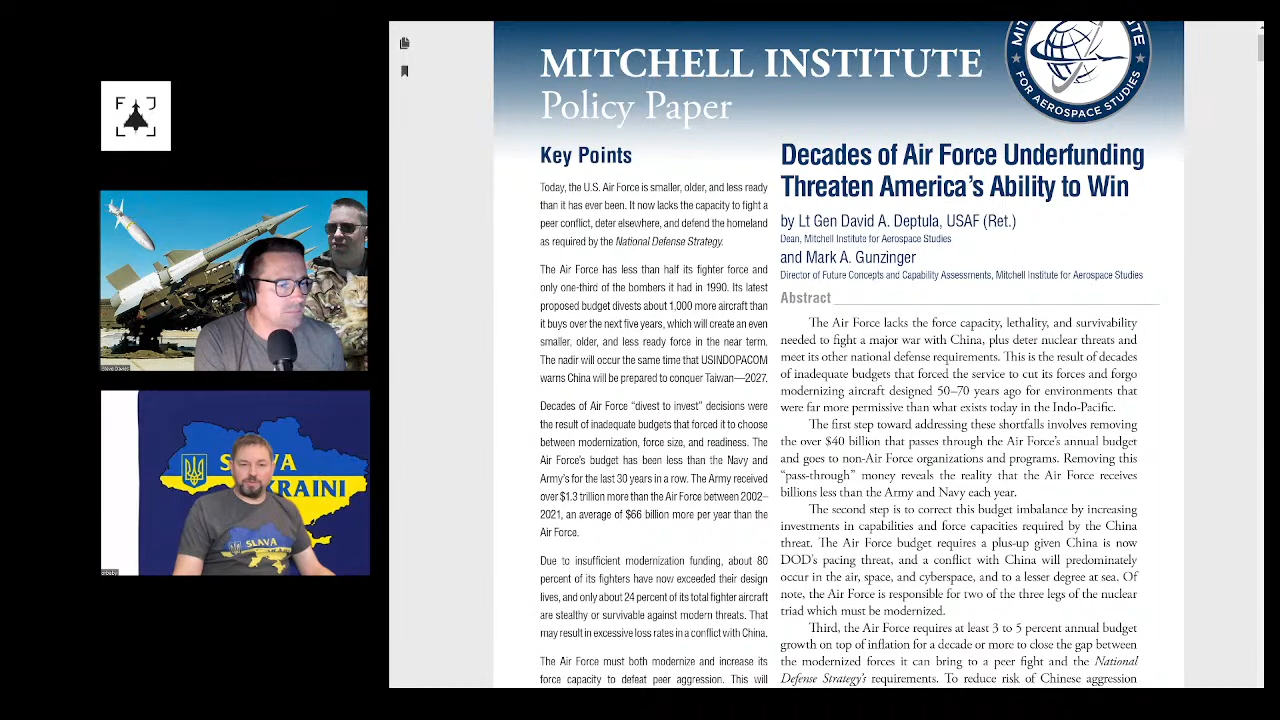 F J
L
Steve Davies
SLAVA
UKRAINI
SLAVA
MITCHELL INSTITUTE
Policy Paper
FOR AEROSPACE STUDIES
Key Points
Today, the U.S. Air Force is smaller, older, and less ready
than it has ever been. It now lacks the capacity to fight a
peer conflict, deter elsewhere, and defend the homeland
as required by the National Defense Strategy.
The Air Force has less than half its fighter force and
only one-third of the bombers it had in 1990. Its latest
proposed budget divests about 1,000 more aircraft than
it buys over the next five years, which will create an even
smaller, older, and less ready force in the near term.
The nadir will occur the same time that USINDOPACOM
warns China will be prepared to conquer Taiwan—2027.
Decades of Air Force “divest to invest” decisions were
the result of inadequate budgets that forced it to choose
between modernization, force size, and readiness. The
Air Force’s budget has been less than the Navy and
Army’s for the last 30 years in a row. The Army received
over $1.3 trillion more than the Air Force between 2002–
2021, an average of $66 billion more per year than the
Air Force.
Due to insufficient modernization funding, about 80
percent of its fighters have now exceeded their design
lives, and only about 24 percent of its total fighter aircraft
are stealthy or survivable against modern threats. That
may result in excessive loss rates in a conflict with China.
The Air Force must both modernize and increase its
force capacity to defeat peer aggression. This will
Decades of Air Force Underfunding
Threaten America’s Ability to Win
by Lt Gen David A. Deptula, USAF (Ret.)
Dean, Mitchell Institute for Aerospace Studies
and Mark A. Gunzinger
Director of Future Concepts and Capability Assessments, Mitchell Institute for Aerospace Studies
Abstract
The Air Force lacks the force capacity, lethality, and survivability
needed to fight a major war with China, plus deter nuclear threats and
meet its other national defense requirements. This is the result of decades
of inadequate budgets that forced the service to cut its forces and forgo
modernizing aircraft designed 50–70 years ago for environments that
were far more permissive than what exists today in the Indo-Pacific.
The first step toward addressing these shortfalls involves removing
the over $40 billion that passes through the Air Force’s annual budget
and goes to non-Air Force organizations and programs. Removing this
“pass-through” money reveals the reality that the Air Force receives
billions less than the Army and Navy each year.
The second step is to correct this budget imbalance by increasing
investments in capabilities and force capacities required by the China
threat. The Air Force budget requires a plus-up given China is now
DOD’s pacing threat, and a conflict with China will predominately
occur in the air, space, and cyberspace, and to a lesser degree at sea. Of
note, the Air Force is responsible for two of the three legs of the nuclear
triad which must be modernized.
Third, the Air Force requires at least 3 to 5 percent annual budget
growth on top of inflation for a decade or more to close the gap between
the modernized forces it can bring to a peer fight and the National
Defense Strategy’s requirements. To reduce risk of Chinese aggression